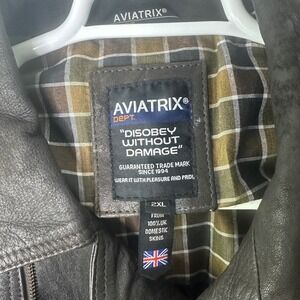 AVIATRIX
AVIATRIX®
DEPT.
"DISOBEY
WITHOUT
DAMAGE"
GUARANTEED TRADE MARK
SINCE 1994
WEAR IT WITH PLEASURE AND PRIDE
2XL
FROM
100% UK
DOMESTIC
SKINS